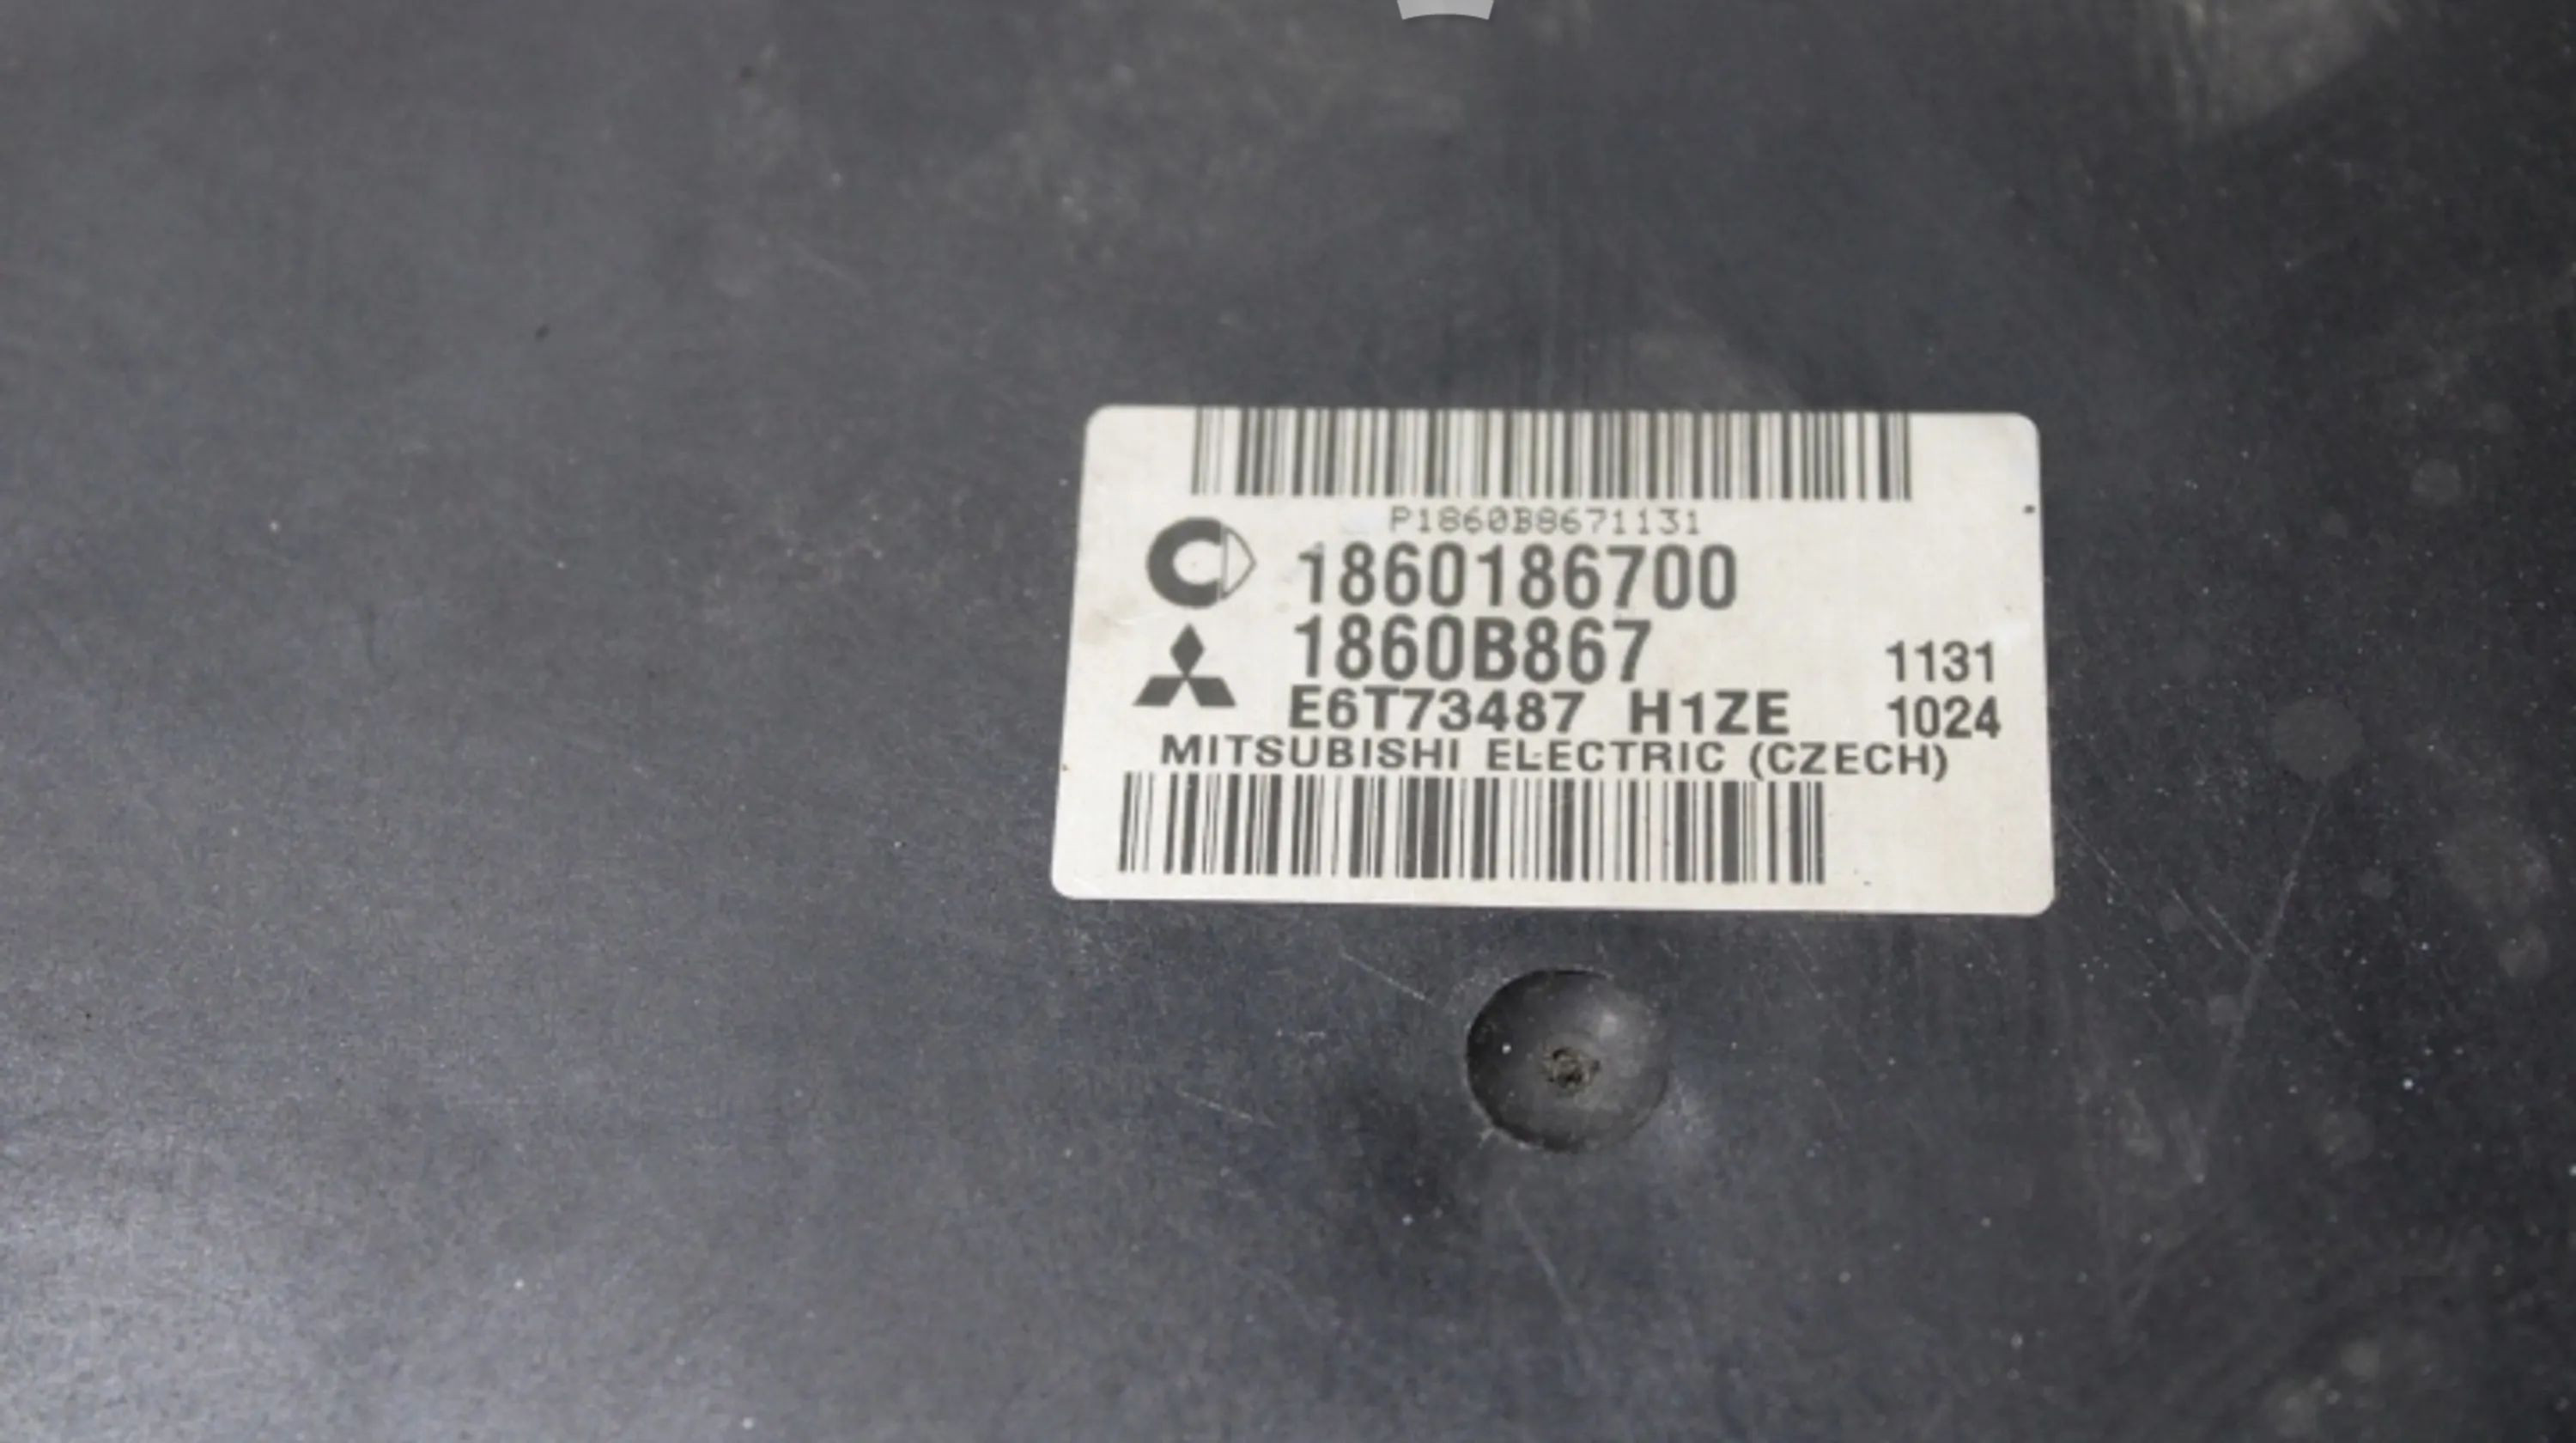 P1860B8671131
1860186700
1860B867 1131
E6T73487 H1ZE 1024
MITSUBISHI ELECTRIC (CZECH)